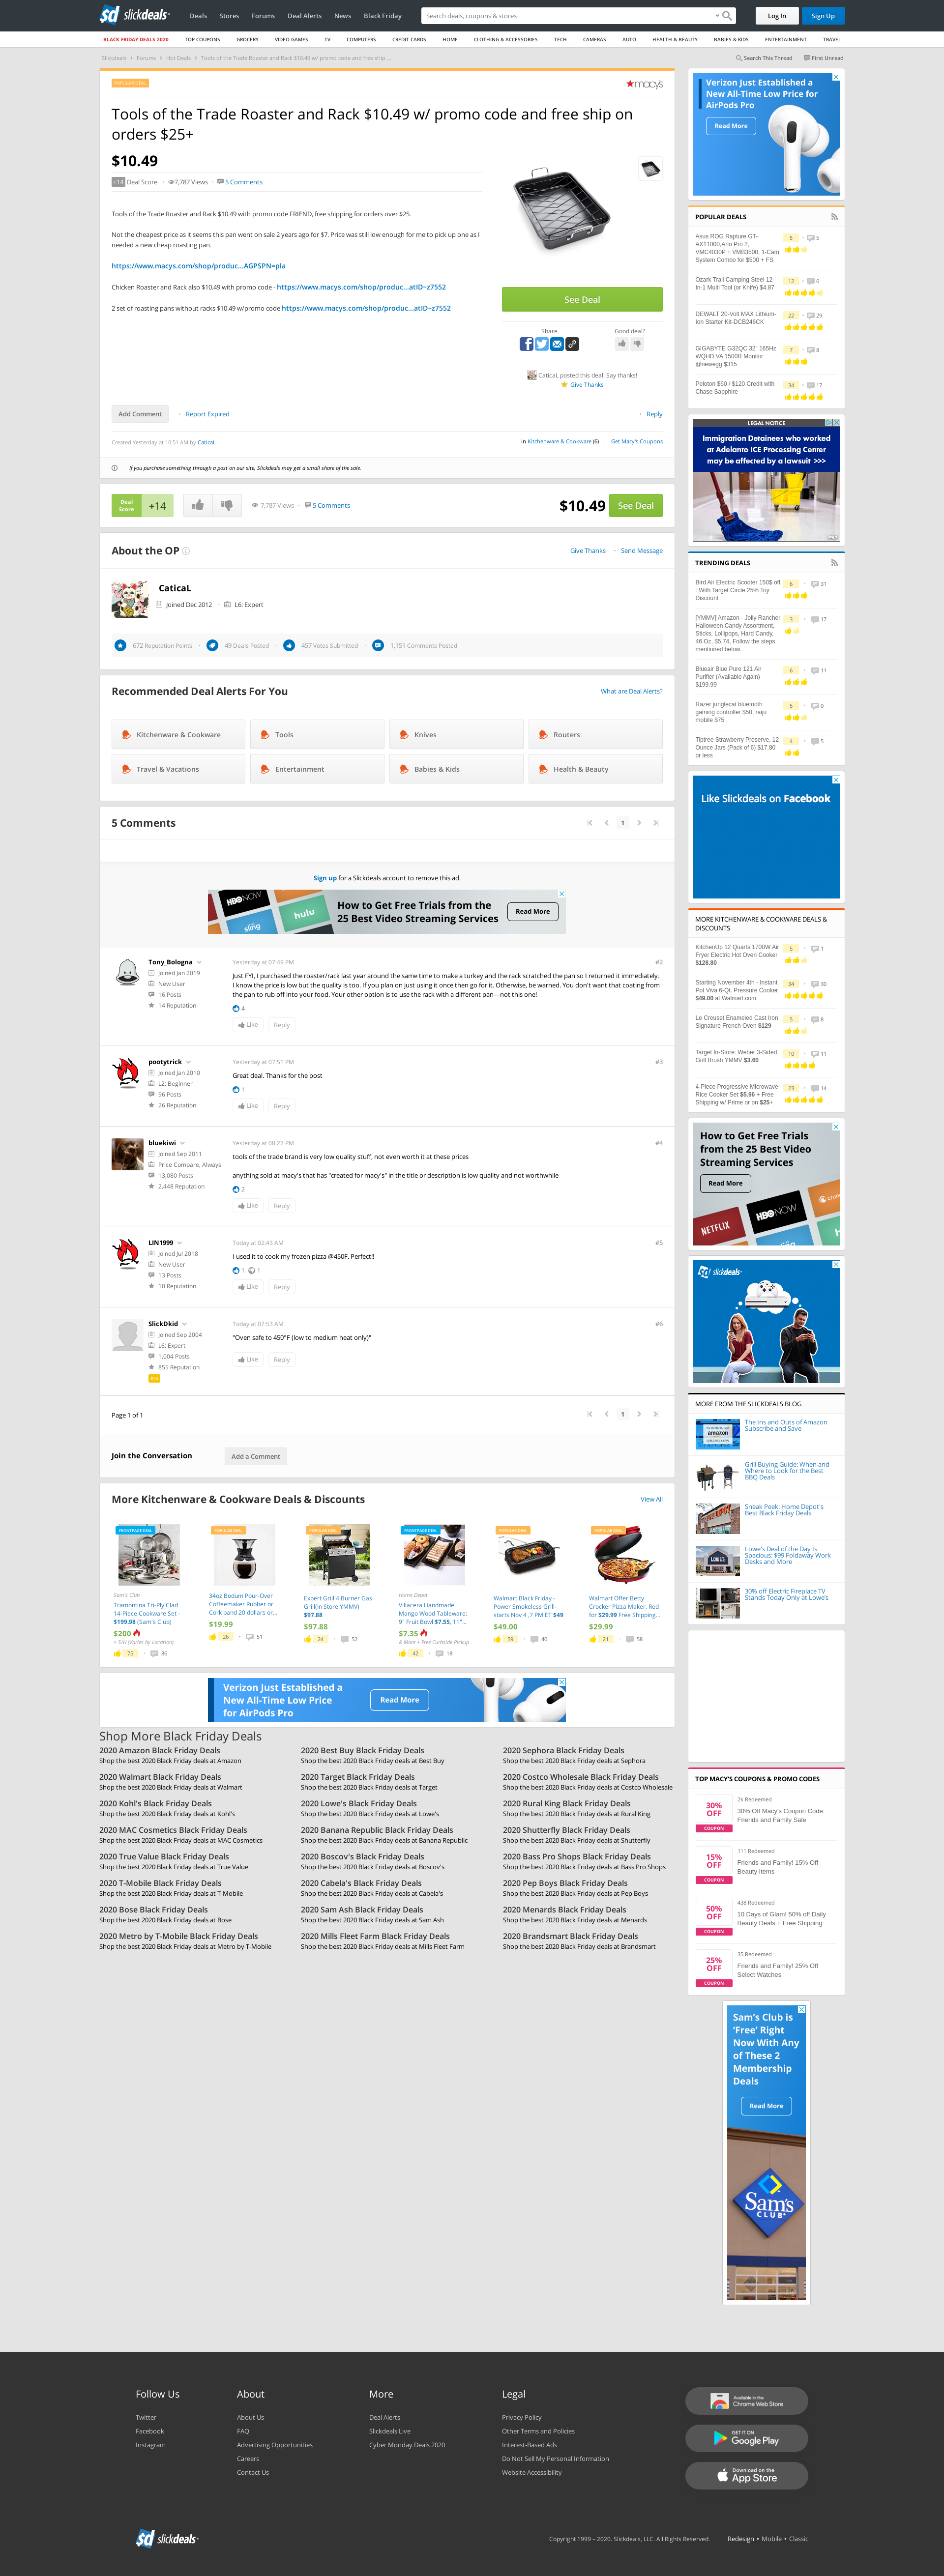 slickdeals
Deals
Stores
Forums
Deal Alerts
News
Black Friday
Search deals, coupons & stores
Log In
Sign Up
BLACK FRIDAY DEALS 2020
TOP COUPONS
GROCERY
VIDEO GAMES
TV
COMPUTERS
CREDIT CARDS
HOME
CLOTHING & ACCESSORIES
TECH
CAMERAS
AUTO
HEALTH & BEAUTY
BABIES & KIDS
ENTERTAINMENT
TRAVEL
Slickdeals
Forums
Hot Deals
Tools of the Trade Roaster and Rack $10.49 w/ promo code and free ship ...
Search This Thread
First Unread
POPULAR DEAL
macys
Tools of the Trade Roaster and Rack $10.49 w/ promo code and free ship on
orders $25+
$10.49
+14 Deal Score
7,787 Views
5 Comments
Tools of the Trade Roaster and Rack $10.49 with promo code FRIEND, free shipping for orders over $25.
Not the cheapest price as it seems this pan went on sale 2 years ago for $7. Price was still low enough for me to pick up one as I
needed a new cheap roasting pan.
https://www.macys.com/shop/produc...AGPSPN=pla
Chicken Roaster and Rack also $10.49 with promo code - https://www.macys.com/shop/produc...atID~z7552
2 set of roasting pans without racks $10.49 w/promo code https://www.macys.com/shop/produc...atID~z7552
See Deal
Share
Good deal?
CaticaL posted this deal. Say thanks!
Give Thanks
Add Comment
Report Expired
Reply
Created Yesterday at 10:51 AM by CaticaL
in Kitchenware & Cookware (6)
Get Macy's Coupons
If you purchase something through a post on our site, Slickdeals may get a small share of the sale.
Deal
Score
+14
7,787 Views
5 Comments
$10.49
See Deal
About the OP
Give Thanks
Send Message
CaticaL
Joined Dec 2012
L6: Expert
672 Reputation Points
49 Deals Posted
457 Votes Submitted
1,151 Comments Posted
Recommended Deal Alerts For You
What are Deal Alerts?
Kitchenware & Cookware
Tools
Knives
Routers
Travel & Vacations
Entertainment
Babies & Kids
Health & Beauty
5 Comments
1
Sign up for a Slickdeals account to remove this ad.
HBO NOW
sling
hulu
How to Get Free Trials from the
25 Best Video Streaming Services
Read More
Tony_Bologna
Joined Jan 2019
New User
16 Posts
14 Reputation
Yesterday at 07:49 PM
#2
Just FYI, I purchased the roaster/rack last year around the same time to make a turkey and the rack scratched the pan so I returned it immediately.
I know the price is low but the quality is too. If you plan on just using it once then go for it. Otherwise, be warned. You don't want that coating from
the pan to rub off into your food. Your other option is to use the rack with a different pan—not this one!
4
Like
Reply
pootytrick
Joined Jan 2010
L2: Beginner
96 Posts
26 Reputation
Yesterday at 07:51 PM
#3
Great deal. Thanks for the post
1
Like
Reply
bluekiwi
Joined Sep 2011
Price Compare, Always
13,080 Posts
2,448 Reputation
Yesterday at 08:27 PM
#4
tools of the trade brand is very low quality stuff, not even worth it at these prices
anything sold at macy's that has "created for macy's" in the title or description is low quality and not worthwhile
2
Like
Reply
LIN1999
Joined Jul 2018
New User
13 Posts
10 Reputation
Today at 02:43 AM
#5
I used it to cook my frozen pizza @450F. Perfect!!
1
1
Like
Reply
SlickDkid
Joined Sep 2004
L6: Expert
1,004 Posts
855 Reputation
Pro
Today at 07:53 AM
#6
"Oven safe to 450°F (low to medium heat only)"
Like
Reply
Page 1 of 1
1
Join the Conversation
Add a Comment
More Kitchenware & Cookware Deals & Discounts
View All
FRONTPAGE DEAL
Sam's Club
Tramontina Tri-Ply Clad
14-Piece Cookware Set -
$199.98 (Sam's Club)
$200
+ S/H (Varies by Location)
75
86
POPULAR DEAL
34oz Bodum Pour-Over
Coffeemaker Rubber or
Cork band 20 dollars or...
$19.99
26
51
POPULAR DEAL
Expert Grill 4 Burner Gas
Grill(In Store YMMV)
$97.88
$97.88
24
52
FRONTPAGE DEAL
Home Depot
Villacera Handmade
Mango Wood Tableware:
9" Fruit Bowl $7.55, 11"...
$7.35
& More + Free Curbside Pickup
42
18
POPULAR DEAL
Walmart Black Friday -
Power Smokeless Grill-
starts Nov 4 ,7 PM ET $49
$49.00
59
40
POPULAR DEAL
Walmart Offer Betty
Crocker Pizza Maker, Red
for $29.99 Free Shipping...
$29.99
21
58
Verizon Just Established a
New All-Time Low Price
for AirPods Pro
Read More
Shop More Black Friday Deals
2020 Amazon Black Friday Deals
Shop the best 2020 Black Friday deals at Amazon
2020 Best Buy Black Friday Deals
Shop the best 2020 Black Friday deals at Best Buy
2020 Sephora Black Friday Deals
Shop the best 2020 Black Friday deals at Sephora
2020 Walmart Black Friday Deals
Shop the best 2020 Black Friday deals at Walmart
2020 Target Black Friday Deals
Shop the best 2020 Black Friday deals at Target
2020 Costco Wholesale Black Friday Deals
Shop the best 2020 Black Friday deals at Costco Wholesale
2020 Kohl's Black Friday Deals
Shop the best 2020 Black Friday deals at Kohl's
2020 Lowe's Black Friday Deals
Shop the best 2020 Black Friday deals at Lowe's
2020 Rural King Black Friday Deals
Shop the best 2020 Black Friday deals at Rural King
2020 MAC Cosmetics Black Friday Deals
Shop the best 2020 Black Friday deals at MAC Cosmetics
2020 Banana Republic Black Friday Deals
Shop the best 2020 Black Friday deals at Banana Republic
2020 Shutterfly Black Friday Deals
Shop the best 2020 Black Friday deals at Shutterfly
2020 True Value Black Friday Deals
Shop the best 2020 Black Friday deals at True Value
2020 Boscov's Black Friday Deals
Shop the best 2020 Black Friday deals at Boscov's
2020 Bass Pro Shops Black Friday Deals
Shop the best 2020 Black Friday deals at Bass Pro Shops
2020 T-Mobile Black Friday Deals
Shop the best 2020 Black Friday deals at T-Mobile
2020 Cabela's Black Friday Deals
Shop the best 2020 Black Friday deals at Cabela's
2020 Pep Boys Black Friday Deals
Shop the best 2020 Black Friday deals at Pep Boys
2020 Bose Black Friday Deals
Shop the best 2020 Black Friday deals at Bose
2020 Sam Ash Black Friday Deals
Shop the best 2020 Black Friday deals at Sam Ash
2020 Menards Black Friday Deals
Shop the best 2020 Black Friday deals at Menards
2020 Metro by T-Mobile Black Friday Deals
Shop the best 2020 Black Friday deals at Metro by T-Mobile
2020 Mills Fleet Farm Black Friday Deals
Shop the best 2020 Black Friday deals at Mills Fleet Farm
2020 Brandsmart Black Friday Deals
Shop the best 2020 Black Friday deals at Brandsmart
Verizon Just Established a
New All-Time Low Price for
AirPods Pro
Read More
POPULAR DEALS
Asus ROG Rapture GT-
AX11000,Arlo Pro 2,
VMC4030P + VMB3500, 1-Cam
System Combo for $500 + FS
5
5
Ozark Trail Camping Steel 12-
In-1 Multi Tool (or Knife) $4.87
12
6
DEWALT 20-Volt MAX Lithium-
Ion Starter Kit-DCB246CK
22
29
GIGABYTE G32QC 32" 165Hz
WQHD VA 1500R Monitor
@newegg $315
7
8
Peloton $60 / $120 Credit with
Chase Sapphire
34
17
LEGAL NOTICE
Immigration Detainees who worked
at Adelanto ICE Processing Center
may be affected by a lawsuit >>>
TRENDING DEALS
Bird Air Electric Scooter 150$ off
: With Target Circle 25% Toy
Discount
6
31
[YMMV] Amazon - Jolly Rancher
Halloween Candy Assortment,
Sticks, Lollipops, Hard Candy,
46 Oz. $5.74. Follow the steps
mentioned below.
3
17
Blueair Blue Pure 121 Air
Purifier (Available Again)
$199.99
6
11
Razer junglecat bluetooth
gaming controller $50, raiju
mobile $75
5
0
Tiptree Strawberry Preserve, 12
Ounce Jars (Pack of 6) $17.80
or less
4
5
Like Slickdeals on Facebook
MORE KITCHENWARE & COOKWARE DEALS &
DISCOUNTS
KitchenUp 12 Quarts 1700W Air
Fryer Electric Hot Oven Cooker
$128.80
5
1
Starting November 4th - Instant
Pot Viva 6-Qt. Pressure Cooker
$49.00 at Walmart.com
34
30
Le Creuset Enameled Cast Iron
Signature French Oven $129
5
8
Target In-Store: Weber 3-Sided
Grill Brush YMMV $3.60
10
11
4-Piece Progressive Microwave
Rice Cooker Set $5.96 + Free
Shipping w/ Prime or on $25+
23
14
How to Get Free Trials
from the 25 Best Video
Streaming Services
Read More
NETFLIX
HBO NOW
crunchy
sling
hulu
slickdeals
MORE FROM THE SLICKDEALS BLOG
The Ins and Outs of Amazon
Subscribe and Save
Grill Buying Guide: When and
Where to Look for the Best
BBQ Deals
Sneak Peek: Home Depot's
Best Black Friday Deals
Lowe's Deal of the Day Is
Spacious: $99 Foldaway Work
Desks and More
30% off Electric Fireplace TV
Stands Today Only at Lowe's
TOP MACY'S COUPONS & PROMO CODES
30%
OFF
COUPON
26 Redeemed
30% Off Macy's Coupon Code:
Friends and Family Sale
15%
OFF
COUPON
111 Redeemed
Friends and Family! 15% Off
Beauty Items
50%
OFF
COUPON
438 Redeemed
10 Days of Glam! 50% off Daily
Beauty Deals + Free Shipping
25%
OFF
COUPON
35 Redeemed
Friends and Family! 25% Off
Select Watches
Sam's Club is
'Free' Right
Now With Any
of These 2
Membership
Deals
Read More
Sam's
CLUB
Follow Us
Twitter
Facebook
Instagram
About
About Us
FAQ
Advertising Opportunities
Careers
Contact Us
More
Deal Alerts
Slickdeals Live
Cyber Monday Deals 2020
Legal
Privacy Policy
Other Terms and Policies
Interest-Based Ads
Do Not Sell My Personal Information
Website Accessibility
Available in the
Chrome Web Store
GET IT ON
Google Play
Download on the
App Store
slickdeals
Copyright 1999 – 2020. Slickdeals, LLC. All Rights Reserved.
Redesign • Mobile • Classic